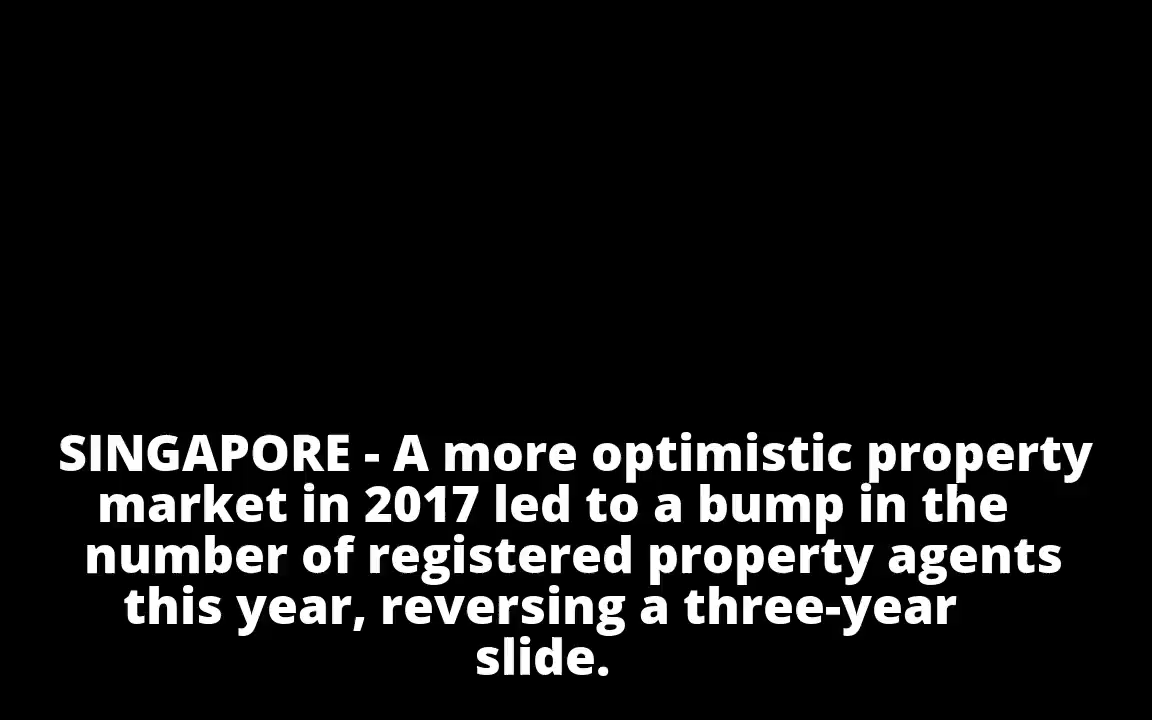 SINGAPORE - A more optimistic property
market in 2017 led to a bump in the
number of registered property agents
this year, reversing a three-year
slide.